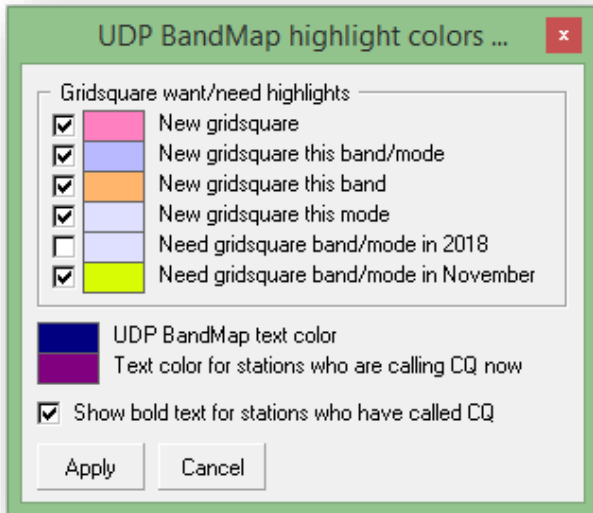 UDP BandMap highlight colors ...
x
Gridsquare want/need highlights
New gridsquare
New gridsquare this band/mode
New gridsquare this band
New gridsquare this mode
Need gridsquare band/mode in 2018
Need gridsquare band/mode in November
UDP BandMap text color
Text color for stations who are calling CQ now
Show bold text for stations who have called CQ
Apply Cancel